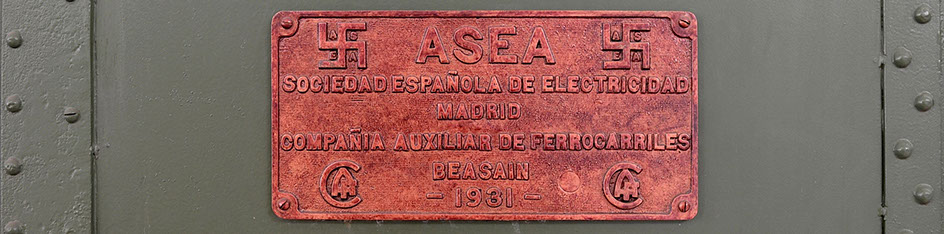 ASEA
SOCIEDAD ESPAÑOLA DE ELECTRICIDAD
MADRID
COMPAÑIA AUXILIAR DE FERROCARRILES
BEASAIN
- 1931 -